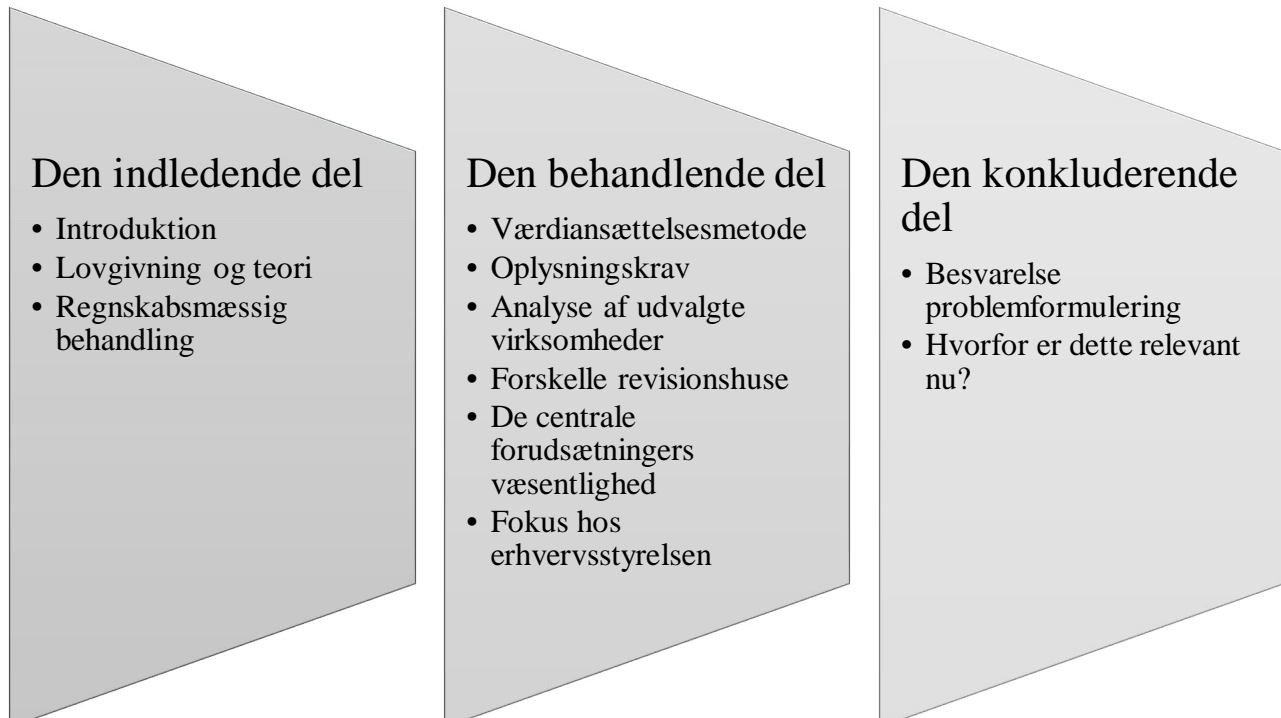 Den indledende del
• Introduktion
• Lovgivning og teori
• Regnskabsmæssig
behandling
Den behandlende del
• Værdiansættelsesmetode
• Oplysningskrav
• Analyse af udvalgte
virksomheder
• Forskelle revisionshuse
• De centrale
forudsætningers
væsentlighed
• Fokus hos
erhvervsstyrelsen
Den konkluderende
del
• Besvarelse
problemformulering
• Hvorfor er dette relevant
nu?